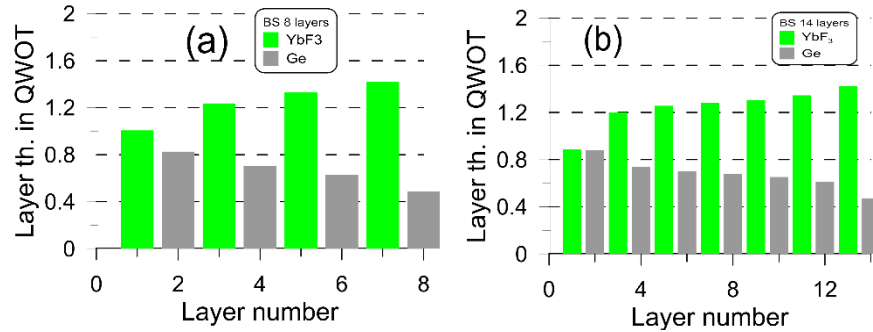 (a)
BS 8 layers
YbF3
Ge
Layer th. in QWOT
2
1.6
1.2
0.8
0.4
0
0 2 4 6 8
Layer number
(b)
BS 14 layers
YbF₃
Ge
Layer th. in QWOT
2
1.6
1.2
0.8
0.4
0
0 4 8 12
Layer number